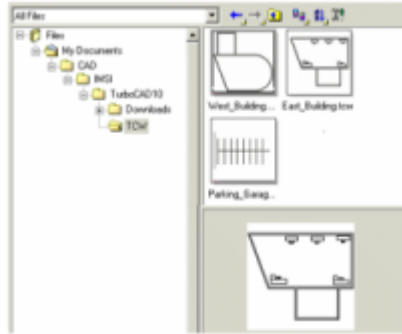 All Files
Files
My Documents
CAD
IMSI
TurboCAD10
Downloads
TCW
West_Building... East_Building.tcw
Parking_Garag...